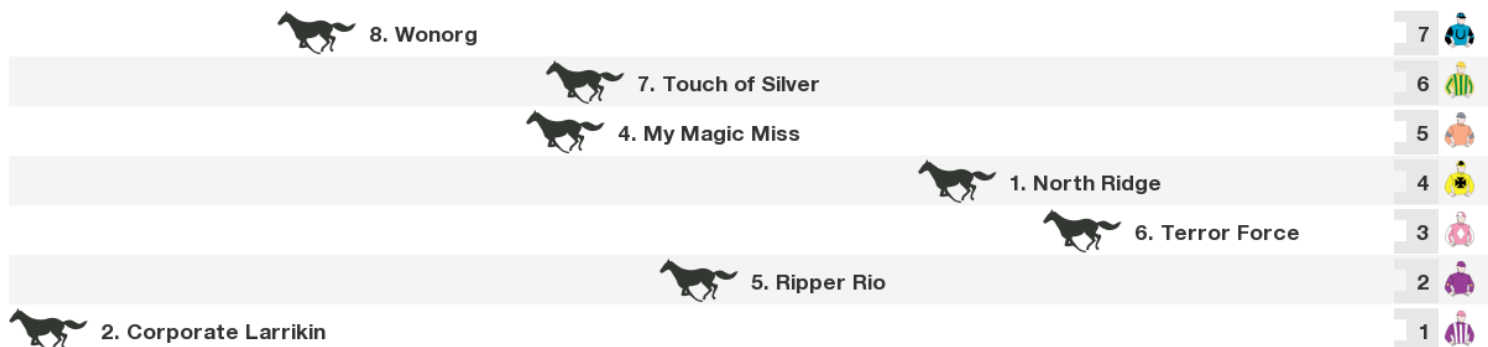 8. Wonorg 7
7. Touch of Silver 6
4. My Magic Miss 5
1. North Ridge 4
6. Terror Force 3
5. Ripper Rio 2
2. Corporate Larrikin 1